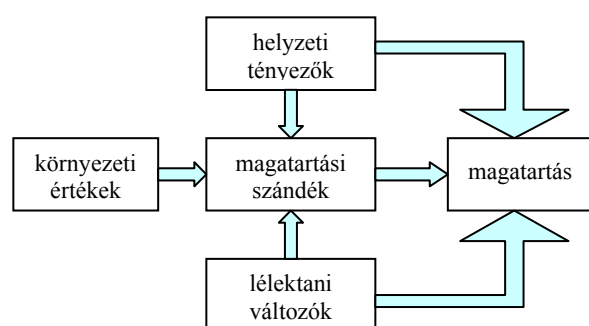 helyzeti
tényezők
környezeti
értékek
magatartási
szándék
magatartás
lélektani
változók